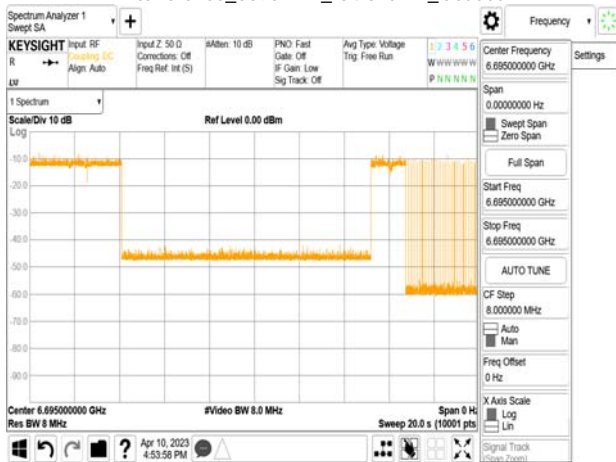 Spectrum Analyzer 1
Swept SA
Frequency
KEYSIGHT
R
LXI
Input: RF
Coupling: DC
Align: Auto
Input Z: 50 Ω
Corrections: Off
Freq Ref: Int (S)
#Atten: 10 dB
PNO: Fast
Gate: Off
IF Gain: Low
Sig Track: Off
Avg Type: Voltage
Trig: Free Run
1 2 3 4 5 6
W W W W W W
P N N N N N
Center Frequency
6.695000000 GHz
Settings
Span
0.00000000 Hz
Swept Span
Zero Span
Full Span
Start Freq
6.695000000 GHz
Stop Freq
6.695000000 GHz
AUTO TUNE
CF Step
8.000000 MHz
Auto
Man
Freq Offset
0 Hz
X Axis Scale
Log
Lin
Signal Track
(Span Zoom)
1 Spectrum
Scale/Div 10 dB
Ref Level 0.00 dBm
Log
-10.0
-20.0
-30.0
-40.0
-50.0
-60.0
-70.0
-80.0
-90.0
Center 6.695000000 GHz
#Video BW 8.0 MHz
Span 0 Hz
Res BW 8 MHz
Sweep 20.0 s (10001 pts
?
Apr 10, 2023
4:53:58 PM